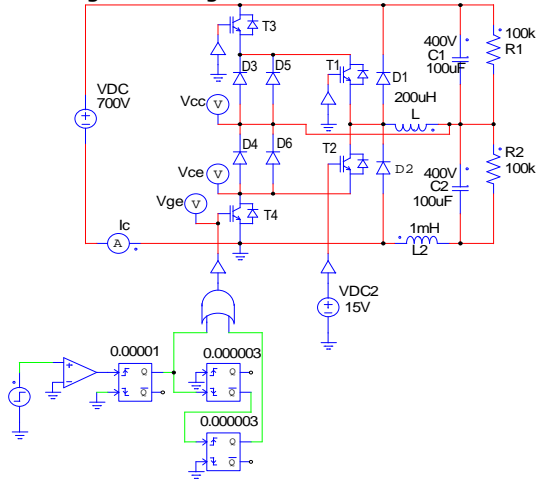 T3
100k
R1
400V
C1
100uF
D3
D5
T1
D1
VDC
700V
Vcc
V
200uH
L
D4
D6
T2
D2
R2
100k
Vce
V
400V
C2
100uF
Vge
V
T4
Ic
A
1mH
L2
VDC2
15V
0.00001
0.000003
Q
Q
Q
Q
0.000003
Q
Q